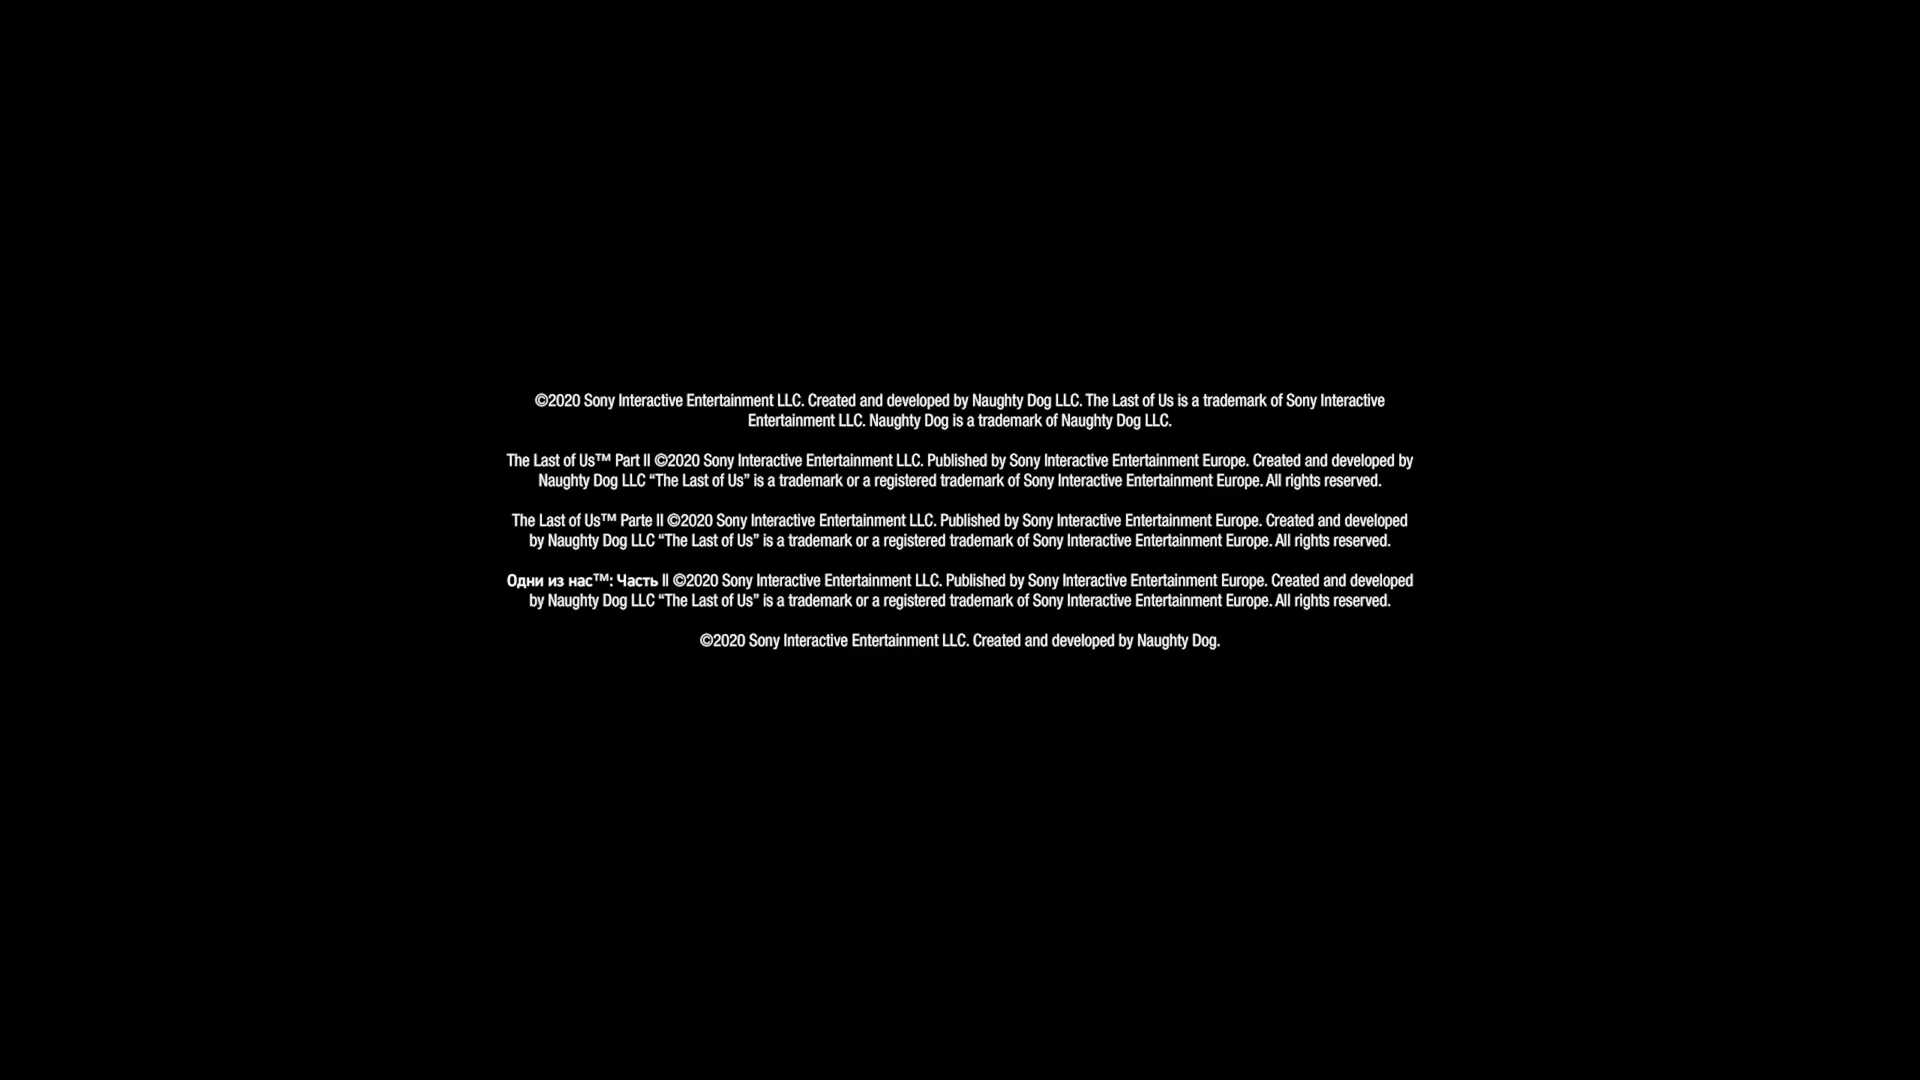 ©2020 Sony Interactive Entertainment LLC. Created and developed by Naughty Dog LLC. The Last of Us is a trademark of Sony Interactive
Entertainment LLC. Naughty Dog is a trademark of Naughty Dog LLC.
The Last of Us™ Part II ©2020 Sony Interactive Entertainment LLC. Published by Sony Interactive Entertainment Europe. Created and developed by
Naughty Dog LLC “The Last of Us” is a trademark or a registered trademark of Sony Interactive Entertainment Europe. All rights reserved.
The Last of Us™ Parte II ©2020 Sony Interactive Entertainment LLC. Published by Sony Interactive Entertainment Europe. Created and developed
by Naughty Dog LLC “The Last of Us” is a trademark or a registered trademark of Sony Interactive Entertainment Europe. All rights reserved.
Одни из нас™: Часть II ©2020 Sony Interactive Entertainment LLC. Published by Sony Interactive Entertainment Europe. Created and developed
by Naughty Dog LLC “The Last of Us” is a trademark or a registered trademark of Sony Interactive Entertainment Europe. All rights reserved.
©2020 Sony Interactive Entertainment LLC. Created and developed by Naughty Dog.